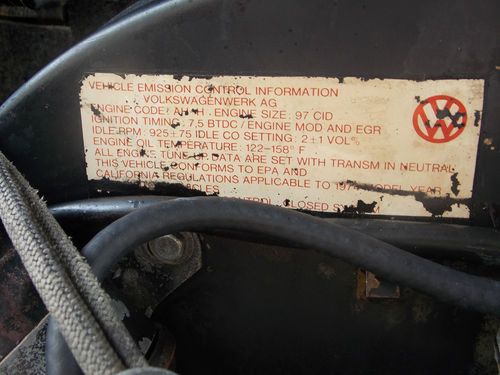 VEHICLE EMISSION CONTROL INFORMATION
VOLKSWAGENWERK AG
ENGINE CODE: AH · ENGINE SIZE: 97 CID
IGNITION TIMING: 7,5 BTDC / ENGINE MOD AND EGR
IDLE RPM: 925±75 IDLE CO SETTING: 2±1 VOL%
ENGINE OIL TEMPERATURE: 122-158° F
ALL ENGINE TUNE-UP DATA ARE SET WITH TRANSM IN NEUTRAL
THIS VEHICLE CONFORMS TO EPA AND
CALIFORNIA REGULATIONS APPLICABLE TO MODEL YEAR
CLOSED
VW